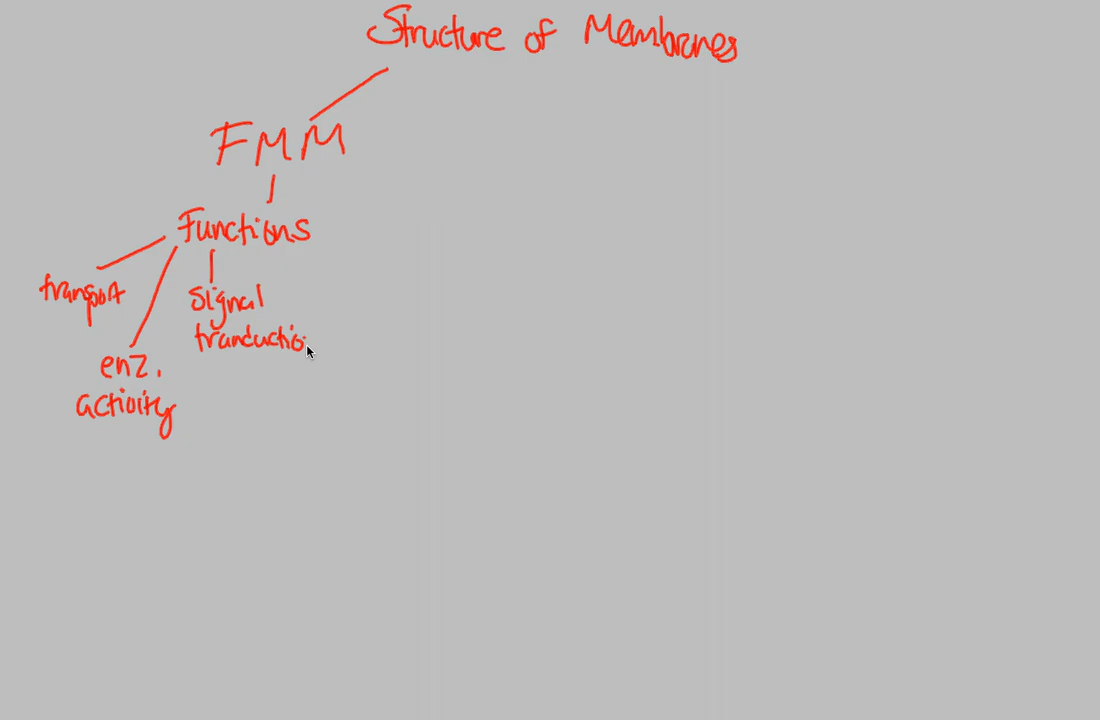 Structure of Membranes
FMM
Functions
transport
signal
tranductio
enz.
activity